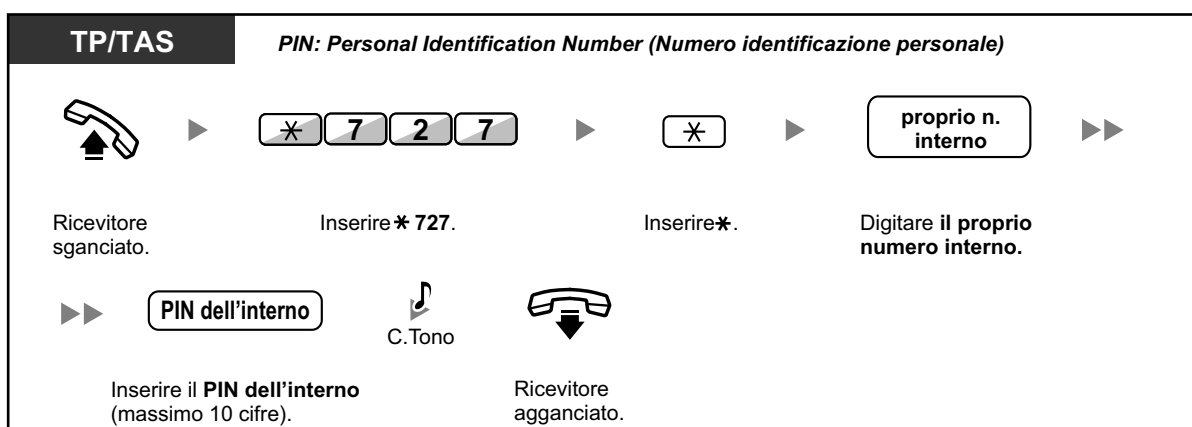 TP/TAS
PIN: Personal Identification Number (Numero identificazione personale)
* 7 2 7
*
proprio n.
interno
Ricevitore
sganciato.
Inserire * 727.
Inserire *.
Digitare il proprio
numero interno.
PIN dell'interno
C.Tono
Inserire il PIN dell'interno
(massimo 10 cifre).
Ricevitore
agganciato.